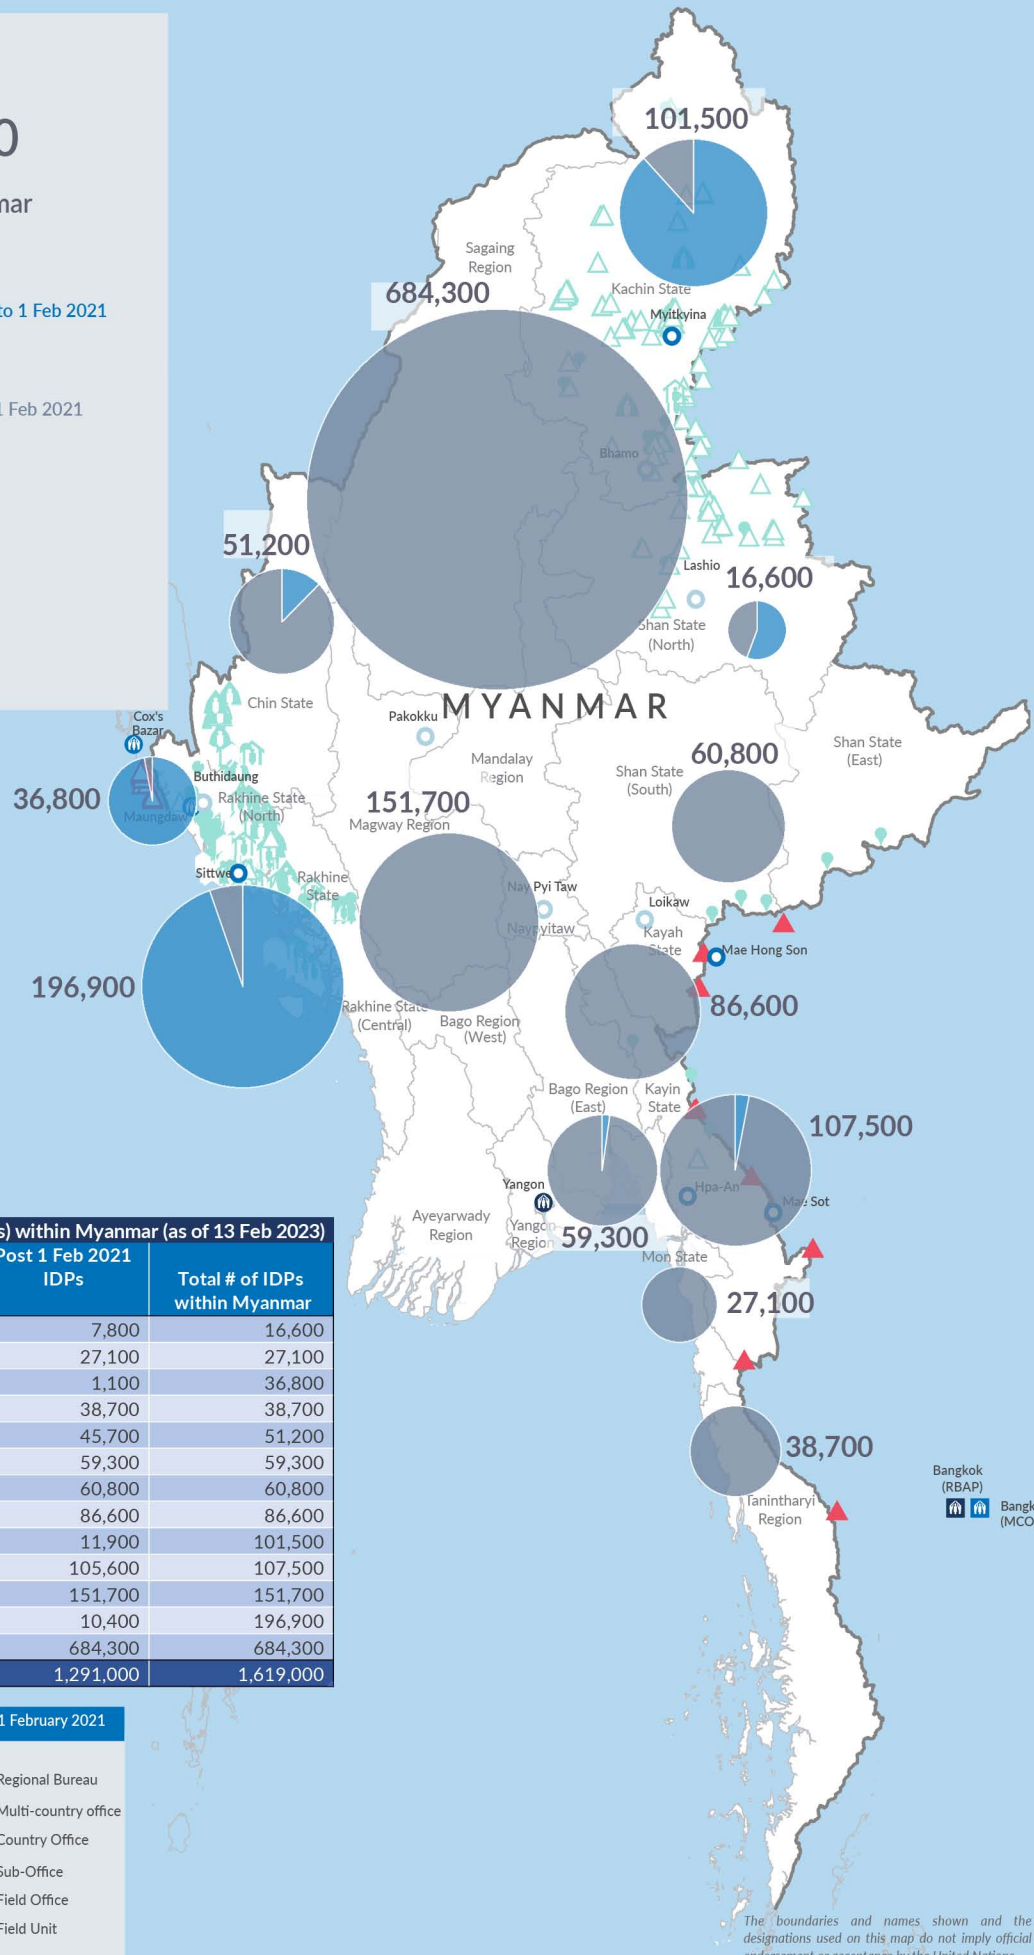 0
mar
to 1 Feb 2021
1 Feb 2021
101,500
Sagaing
Region
684,300
Kachin State
Myitkyina
Bhamo
51,200
Lashio
16,600
Shan State
(North)
MYANMAR
Chin State
Cox's
Bazar
Pakokku
Mandalay
Region
60,800
Shan State
(East)
Shan State
(South)
Buthidaung
36,800
Rakhine State
(North)
Maungdaw
151,700
Magway Region
Sittwe
Rakhine
State
Nay Pyi Taw
Naypyitaw
Loikaw
Kayah
State
Mae Hong Son
196,900
Rakhine State
(Central)
Bago Region
(West)
86,600
Bago Region
(East)
Kayin
State
107,500
Yangon
Hpa-An
Mae Sot
Ayeyarwady
Region
Yangon
Region
59,300
Mon State
27,100
38,700
Tanintharyi
Region
Bangkok
(RBAP)
Bangk
(MCO
s) within Myanmar (as of 13 Feb 2023)
Post 1 Feb 2021
IDPs
Total # of IDPs
within Myanmar
7,800 16,600
27,100 27,100
1,100 36,800
38,700 38,700
45,700 51,200
59,300 59,300
60,800 60,800
86,600 86,600
11,900 101,500
105,600 107,500
151,700 151,700
10,400 196,900
684,300 684,300
1,291,000 1,619,000
1 February 2021
Regional Bureau
Multi-country office
Country Office
Sub-Office
Field Office
Field Unit
The boundaries and names shown and the
designations used on this map do not imply official